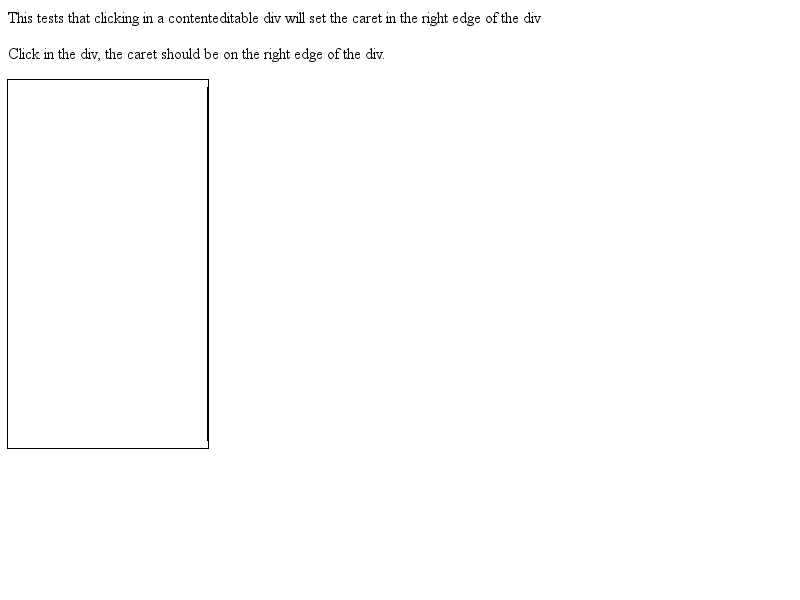 This tests that clicking in a contenteditable div will set the caret in the right edge of the div
Click in the div, the caret should be on the right edge of the div.